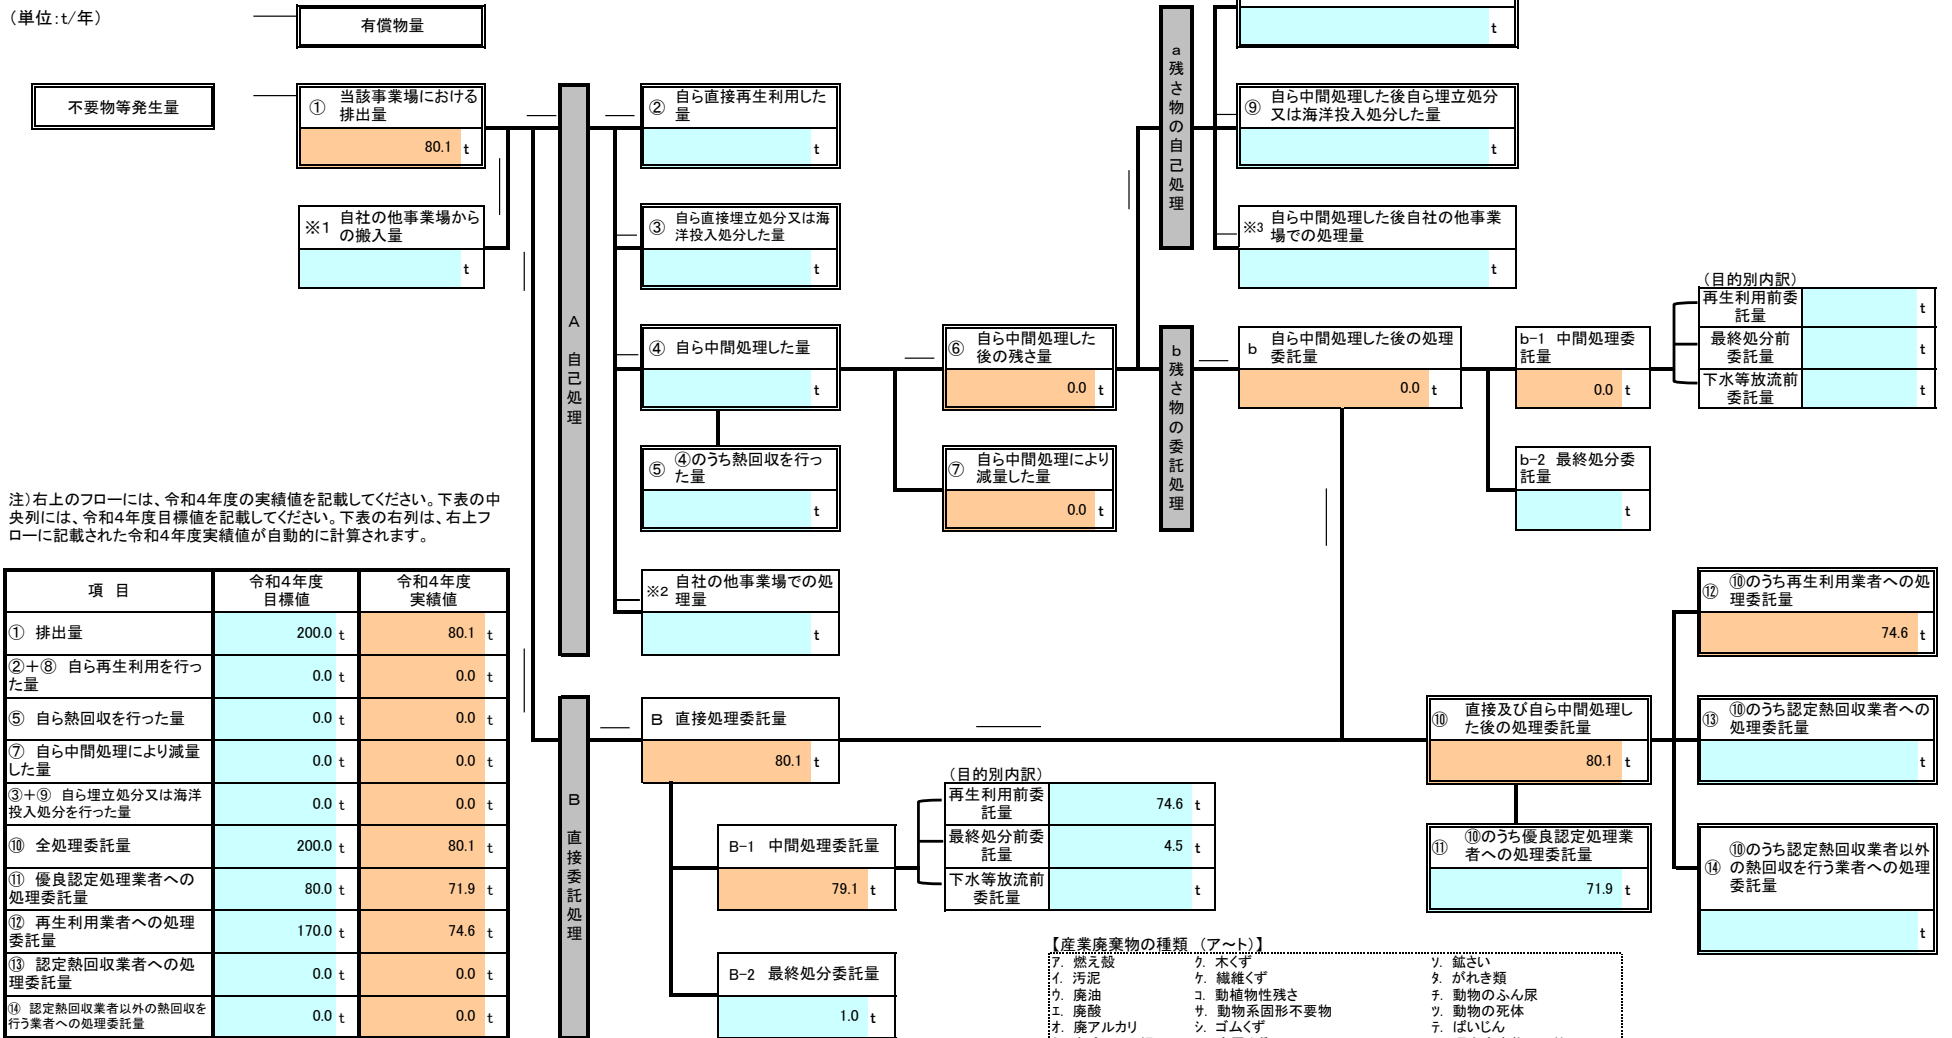 (単位:t/年)
有償物量
不要物等発生量
① 当該事業場における
排出量
80.1 t
※1 自社の他事業場から
の搬入量
t
A 自己処理
② 自ら直接再生利用した
量
t
③ 自ら直接埋立処分又は海
洋投入処分した量
t
④ 自ら中間処理した量
t
⑤ ④のうち熱回収を行っ
た量
t
※2 自社の他事業場での処
理量
t
⑥ 自ら中間処理した
後の残さ量
0.0 t
⑦ 自ら中間処理により
減量した量
0.0 t
a 残さ物の自己処理
t
⑨ 自ら中間処理した後自ら埋立処分
又は海洋投入処分した量
t
※3 自ら中間処理した後自社の他事業
場での処理量
t
b 残さ物の委託処理
b 自ら中間処理した後の処理
委託量
0.0 t
b-1 中間処理委
託量
0.0 t
b-2 最終処分委
託量
t
(目的別内訳)
再生利用前委
託量
t
最終処分前
委託量
t
下水等放流前
委託量
t
注)右上のフローには、令和4年度の実績値を記載してください。下表の中
央列には、令和4年度目標値を記載してください。下表の右列は、右上フ
ローに記載された令和4年度実績値が自動的に計算されます。
項 目 令和4年度 目標値 令和4年度 実績値
① 排出量 200.0 t 80.1 t
②+⑧ 自ら再生利用を行っ
た量 0.0 t 0.0 t
⑤ 自ら熱回収を行った量 0.0 t 0.0 t
⑦ 自ら中間処理により減量
した量 0.0 t 0.0 t
③+⑨ 自ら埋立処分又は海洋
投入処分を行った量 0.0 t 0.0 t
⑩ 全処理委託量 200.0 t 80.1 t
⑪ 優良認定処理業者への
処理委託量 80.0 t 71.9 t
⑫ 再生利用業者への処理
委託量 170.0 t 74.6 t
⑬ 認定熱回収業者への処
理委託量 0.0 t 0.0 t
⑭ 認定熱回収業者以外の熱回収を
行う業者への処理委託量 0.0 t 0.0 t
B 直接委託処理
B 直接処理委託量
80.1 t
B-1 中間処理委託量
79.1 t
B-2 最終処分委託量
1.0 t
(目的別内訳)
再生利用前委
託量
74.6 t
最終処分前委
託量
4.5 t
下水等放流前
委託量
t
⑩ 直接及び自ら中間処理し
た後の処理委託量
80.1 t
⑪ ⑩のうち優良認定処理業
者への処理委託量
71.9 t
⑫ ⑩のうち再生利用業者への処
理委託量
74.6 t
⑬ ⑩のうち認定熱回収業者への
処理委託量
t
⑭ ⑩のうち認定熱回収業者以外
の熱回収を行う業者への処理
委託量
t
【産業廃棄物の種類 (ア~ト)】
ア. 燃え殻 ク. 木くず ソ. 鉱さい
イ. 汚泥 ケ. 繊維くず タ. がれき類
ウ. 廃油 コ. 動植物性残さ チ. 動物のふん尿
エ. 廃酸 サ. 動物系固形不要物 ツ. 動物の死体
オ. 廃アルカリ シ. ゴムくず テ. ばいじん